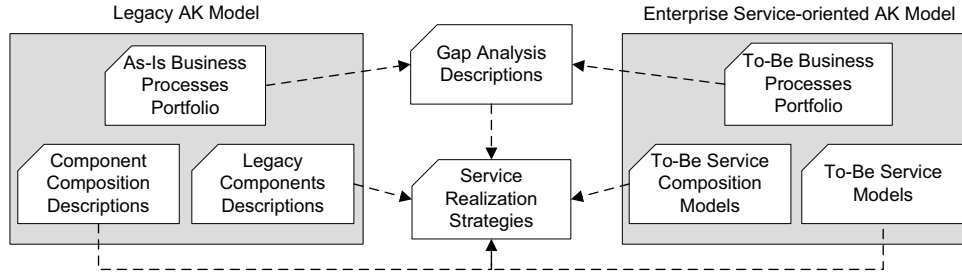 Legacy AK Model
Enterprise Service-oriented AK Model
As-Is Business
Processes
Portfolio
Gap Analysis
Descriptions
To-Be Business
Processes
Portfolio
Component
Composition
Descriptions
Legacy
Components
Descriptions
Service
Realization
Strategies
To-Be Service
Composition
Models
To-Be Service
Models